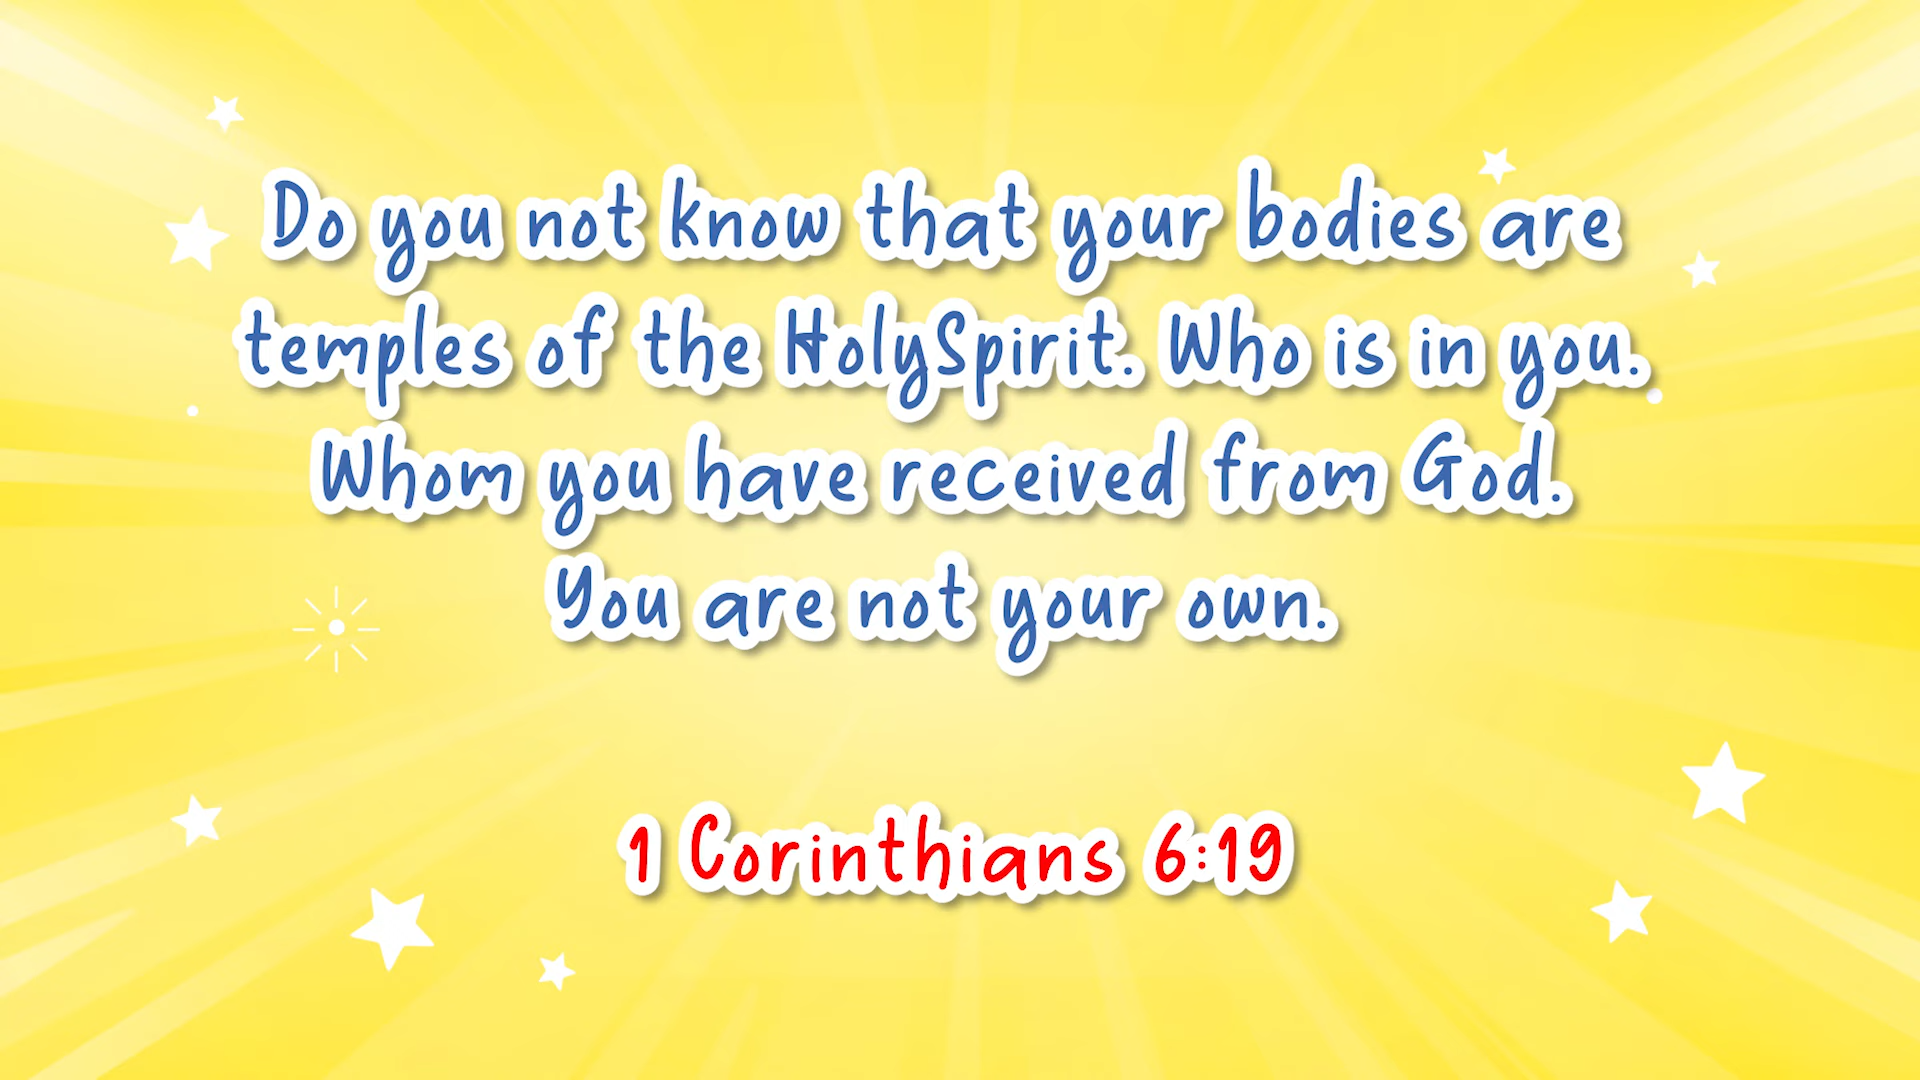 Do you not know that your bodies are
temples of the HolySpirit. Who is in you.
Whom you have received from God.
You are not your own.
1 Corinthians 6:19